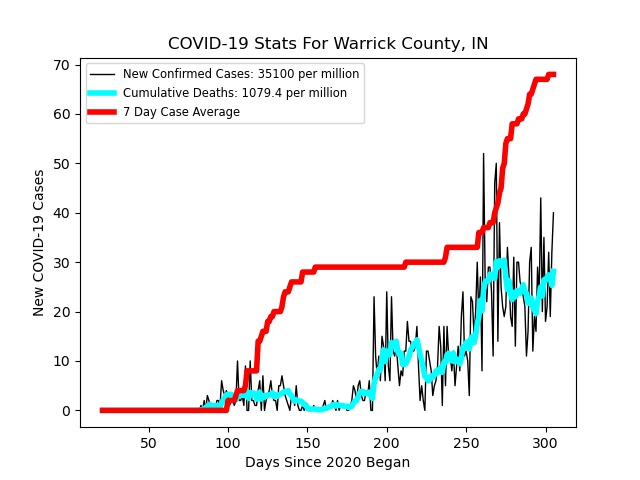 COVID-19 Stats For Warrick County, IN
New Confirmed Cases: 35100 per million
Cumulative Deaths: 1079.4 per million
7 Day Case Average
70
60
50
40
30
20
10
0
New COVID-19 Cases
50 100 150 200 250 300
Days Since 2020 Began